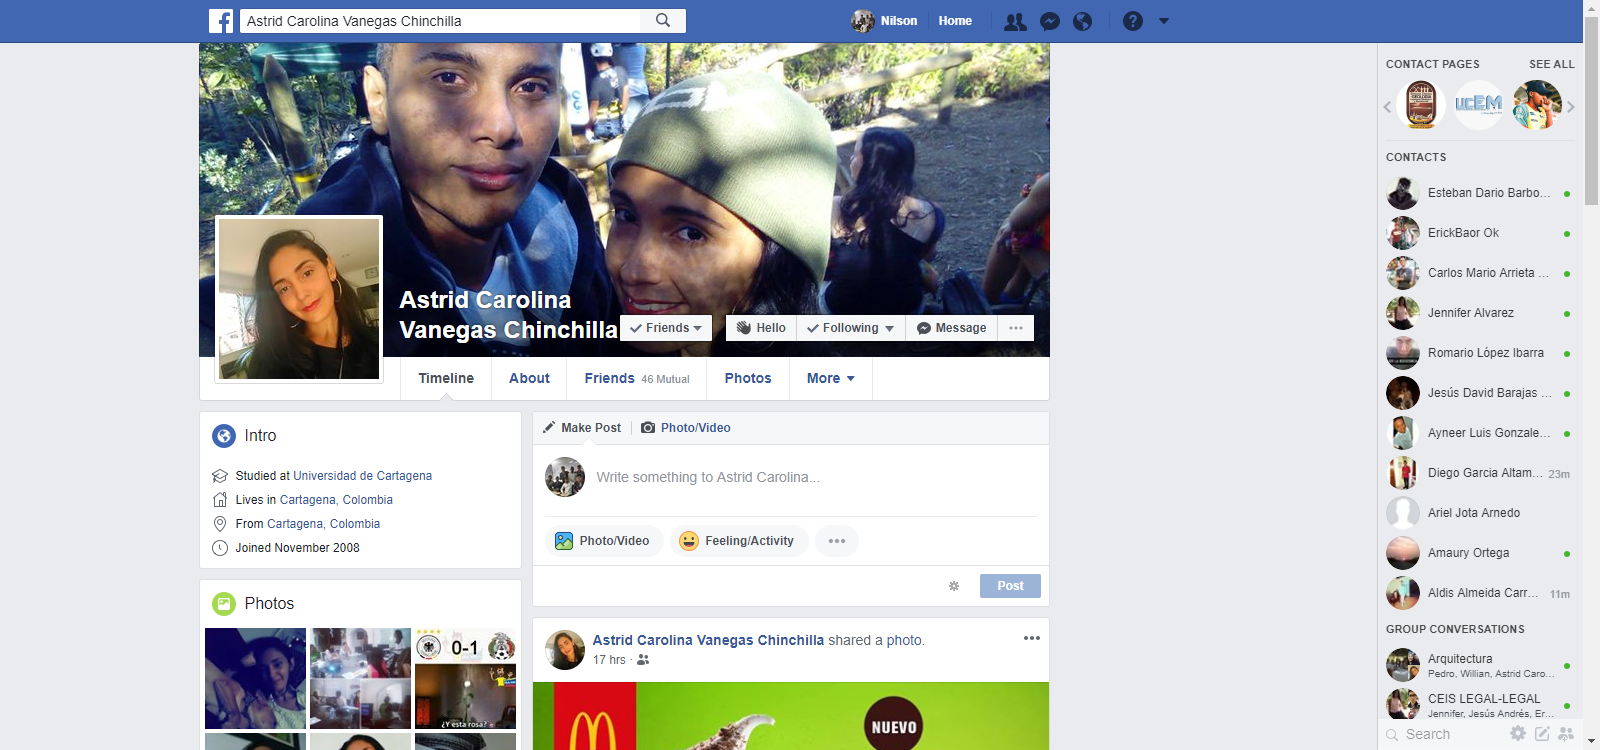 Astrid Carolina Vanegas Chinchilla
Nilson
Home
Astrid Carolina
Vanegas Chinchilla
Friends
Hello
Following
Message
Timeline
About
Friends 46 Mutual
Photos
More
Intro
Studied at Universidad de Cartagena
Lives in Cartagena, Colombia
From Cartagena, Colombia
Joined November 2008
Photos
0-1
¿Y esta rosa?
Make Post
Photo/Video
Write something to Astrid Carolina...
Photo/Video
Feeling/Activity
Post
Astrid Carolina Vanegas Chinchilla shared a photo.
17 hrs ·
NUEVO
CONTACT PAGES
SEE ALL
UCEM
CONTACTS
Esteban Dario Barbo...
ErickBaor Ok
Carlos Mario Arrieta ...
Jennifer Alvarez
Romario López Ibarra
Jesús David Barajas ...
Ayneer Luis Gonzale...
Diego Garcia Altam... 23m
Ariel Jota Arnedo
Amaury Ortega
Aldis Almeida Carr... 11m
GROUP CONVERSATIONS
Arquitectura
Pedro, Willian, Astrid Caro...
CEIS LEGAL-LEGAL
Jennifer, Jesús Andrés, Er...
Search